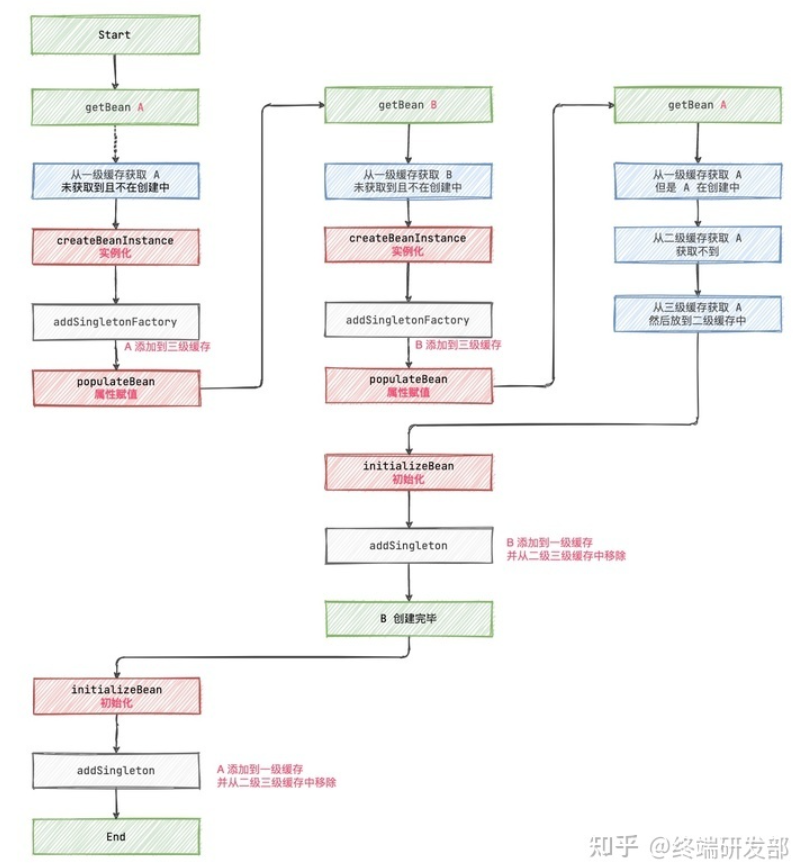 Start
getBean A
从一级缓存获取 A
未获取到且不在创建中
createBeanInstance
实例化
addSingletonFactory
A 添加到三级缓存
populateBean
属性赋值
getBean B
从一级缓存获取 B
未获取到且不在创建中
createBeanInstance
实例化
addSingletonFactory
B 添加到三级缓存
populateBean
属性赋值
getBean A
从一级缓存获取 A
但是 A 在创建中
从二级缓存获取 A
获取不到
从三级缓存获取 A
然后放到二级缓存中
initializeBean
初始化
addSingleton
B 添加到一级缓存
并从二级三级缓存中移除
B 创建完毕
initializeBean
初始化
addSingleton
A 添加到一级缓存
并从二级三级缓存中移除
End
知乎 @终端研发部